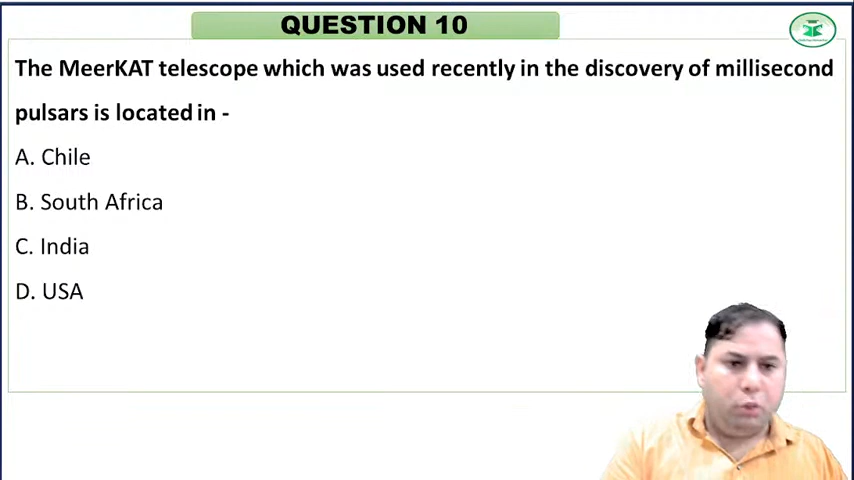 QUESTION 10
The MeerKAT telescope which was used recently in the discovery of millisecond
pulsars is located in -
A. Chile
B. South Africa
C. India
D. USA